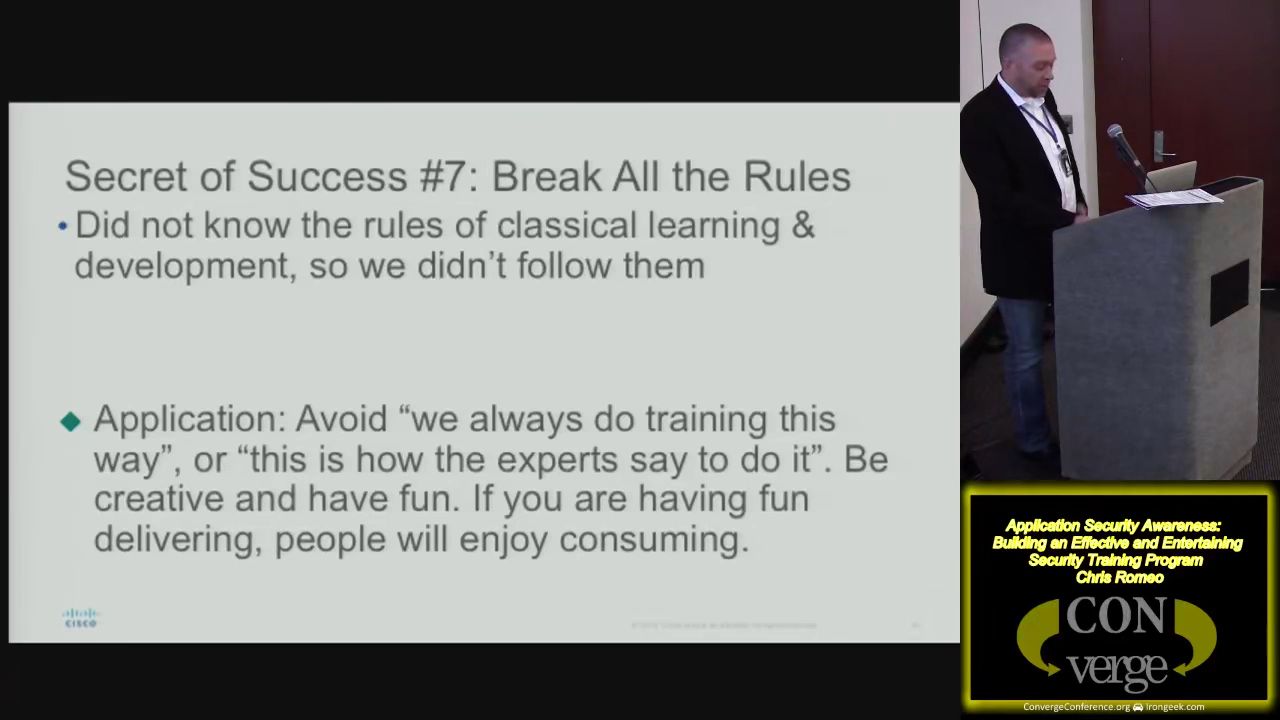 Secret of Success #7: Break All the Rules
• Did not know the rules of classical learning &
development, so we didn’t follow them
Application: Avoid “we always do training this
way”, or “this is how the experts say to do it”. Be
creative and have fun. If you are having fun
delivering, people will enjoy consuming.
CISCO
Application Security Awareness:
Building an Effective and Entertaining
Security Training Program
Chris Romeo
CON
verge
ConvergeConference.org Irongeek.com